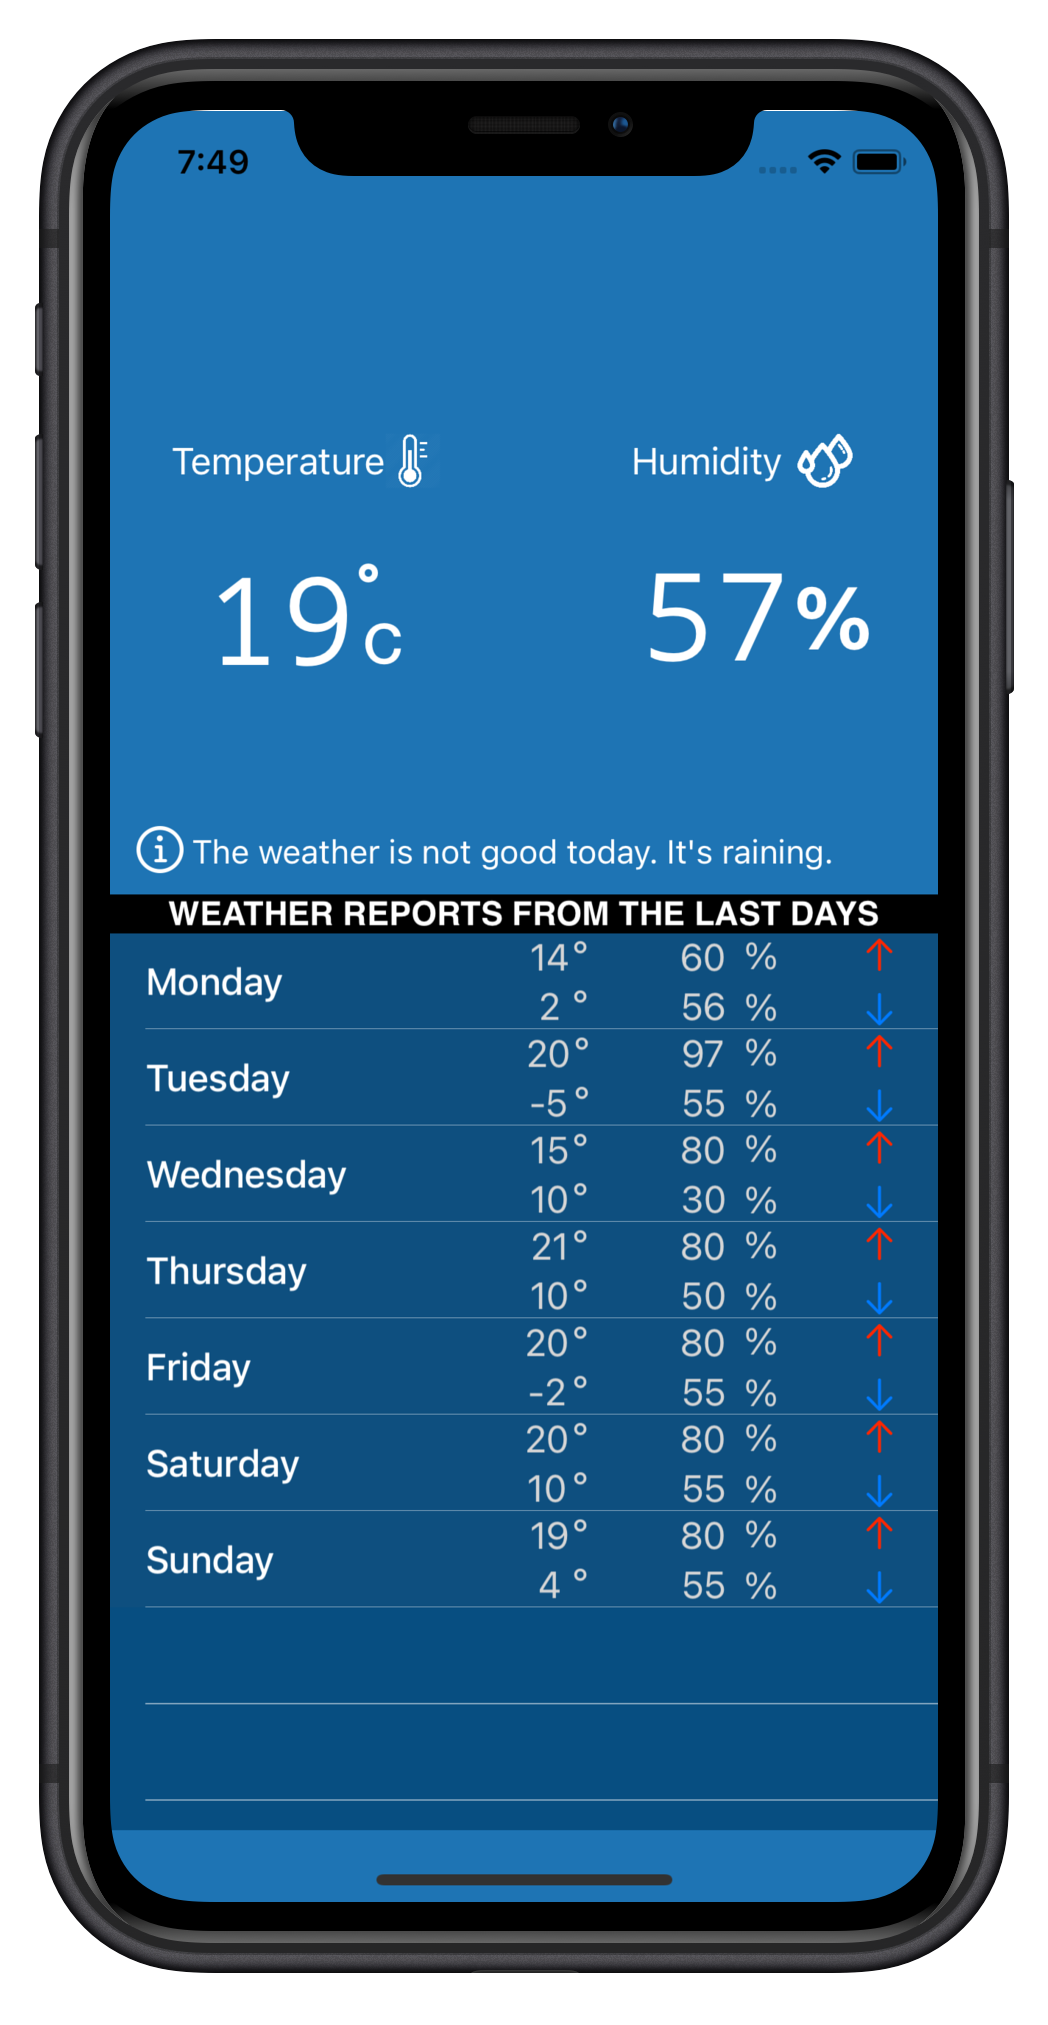 7:49
Temperature Humidity
19°C 57%
The weather is not good today. It's raining.
WEATHER REPORTS FROM THE LAST DAYS
Monday
14° 60 %
2 ° 56 %
Tuesday
20° 97 %
-5° 55 %
Wednesday
15° 80 %
10° 30 %
Thursday
21° 80 %
10° 50 %
Friday
20° 80 %
-2° 55 %
Saturday
20° 80 %
10° 55 %
Sunday
19° 80 %
4 ° 55 %